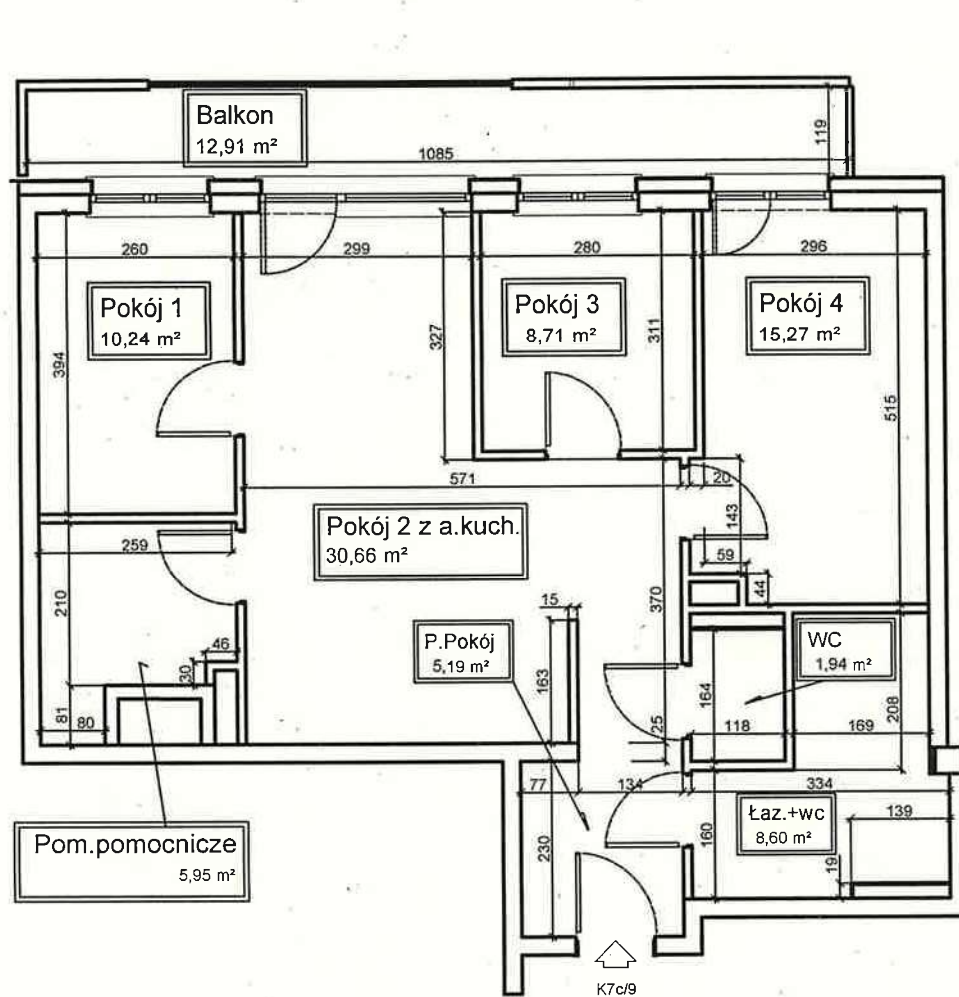 Balkon
12,91 m²
1085
119
260
299
280
296
Pokój 1
10,24 m²
Pokój 3
8,71 m²
Pokój 4
15,27 m²
394
327
311
515
571
20
Pokój 2 z a.kuch.
30,66 m²
143
259
59
44
210
15
370
P.Pokój
5,19 m²
WC
1,94 m²
46
30
163
164
81
80
25
118
169
208
77
134
334
Łaz.+wc
8,60 m²
139
Pom.pomocnicze
5,95 m²
230
160
19
K7c/9